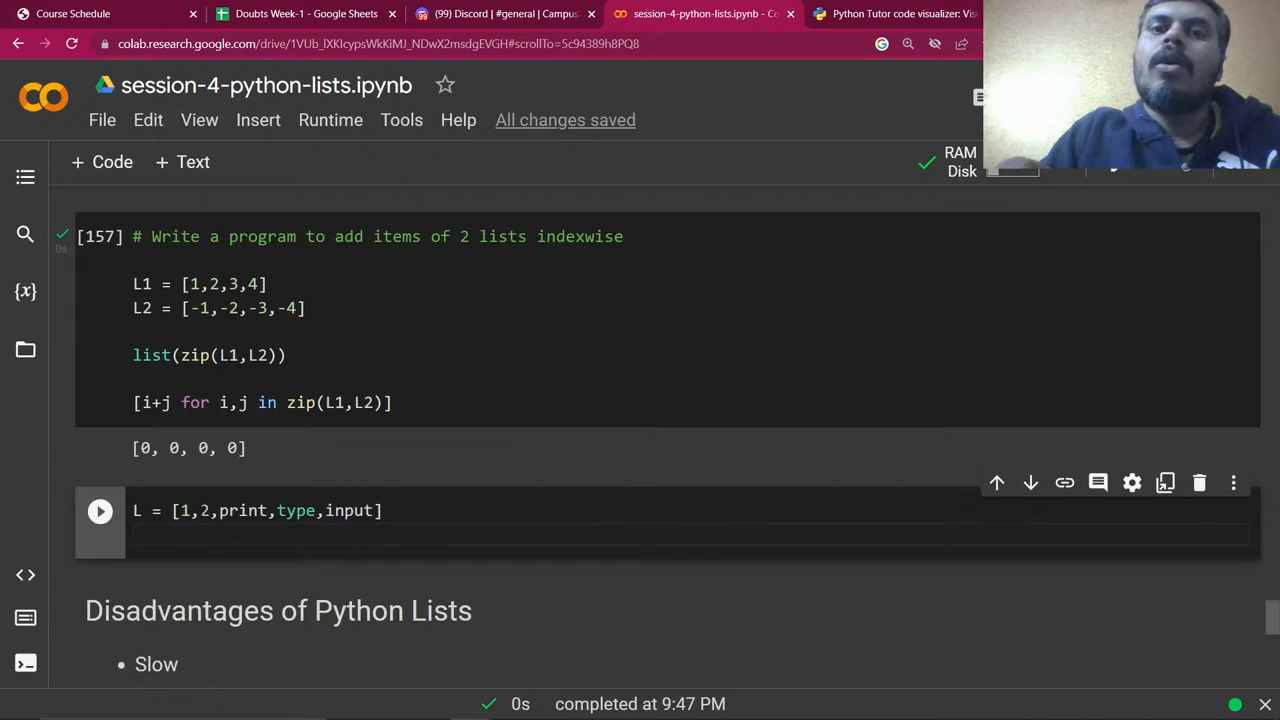 Course Schedule
Doubts Week-1 - Google Sheets
(99) Discord | #general | Campus
session-4-python-lists.ipynb - Co
Python Tutor code visualizer: Vis
colab.research.google.com/drive/1VUb_lXKIcypsWkKiMJ_NDwX2msdgEVGH#scrollTo=5c94389h8PQ8
session-4-python-lists.ipynb
File Edit View Insert Runtime Tools Help All changes saved
+ Code + Text
RAM
Disk
[157] # Write a program to add items of 2 lists indexwise
0s
L1 = [1,2,3,4]
L2 = [-1,-2,-3,-4]
list(zip(L1,L2))
[i+j for i,j in zip(L1,L2)]
[0, 0, 0, 0]
L = [1,2,print,type,input]
Disadvantages of Python Lists
• Slow
0s completed at 9:47 PM